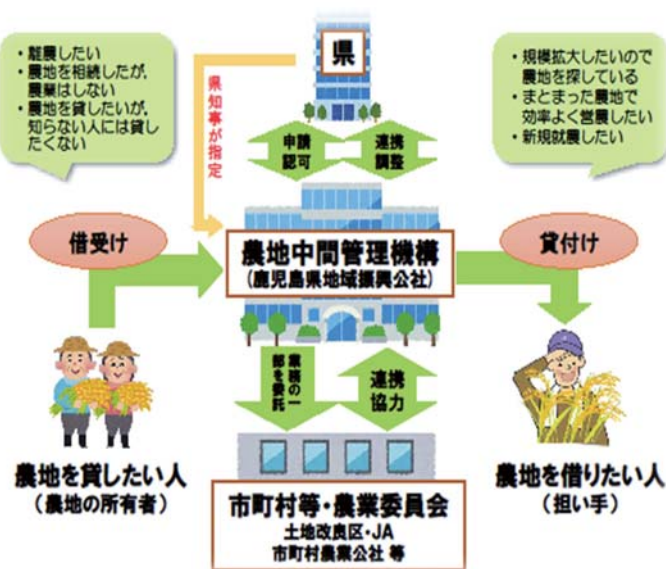 ・離農したい
・農地を相続したが,
農業はしない
・農地を貸したいが,
知らない人には貸し
たくない
県知事が指定
県
・規模拡大したいので
農地を探している
・まとまった農地で
効率よく営農したい
・新規就農したい
申請
認可
連携
調整
借受け
農地中間管理機構
(鹿児島県地域振興公社)
貸付け
業務の一
部を委託
連携
協力
農地を貸したい人
(農地の所有者)
市町村等・農業委員会
土地改良区・JA
市町村農業公社 等
農地を借りたい人
(担い手)